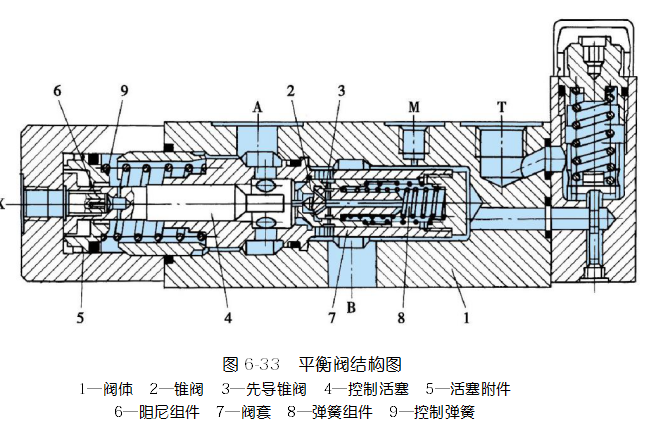 6 9 A 2 3 M T
X
5 4 7 B 8 1
图 6-33 平衡阀结构图
1—阀体 2—锥阀 3—先导锥阀 4—控制活塞 5—活塞附件
6—阻尼组件 7—阀套 8—弹簧组件 9—控制弹簧